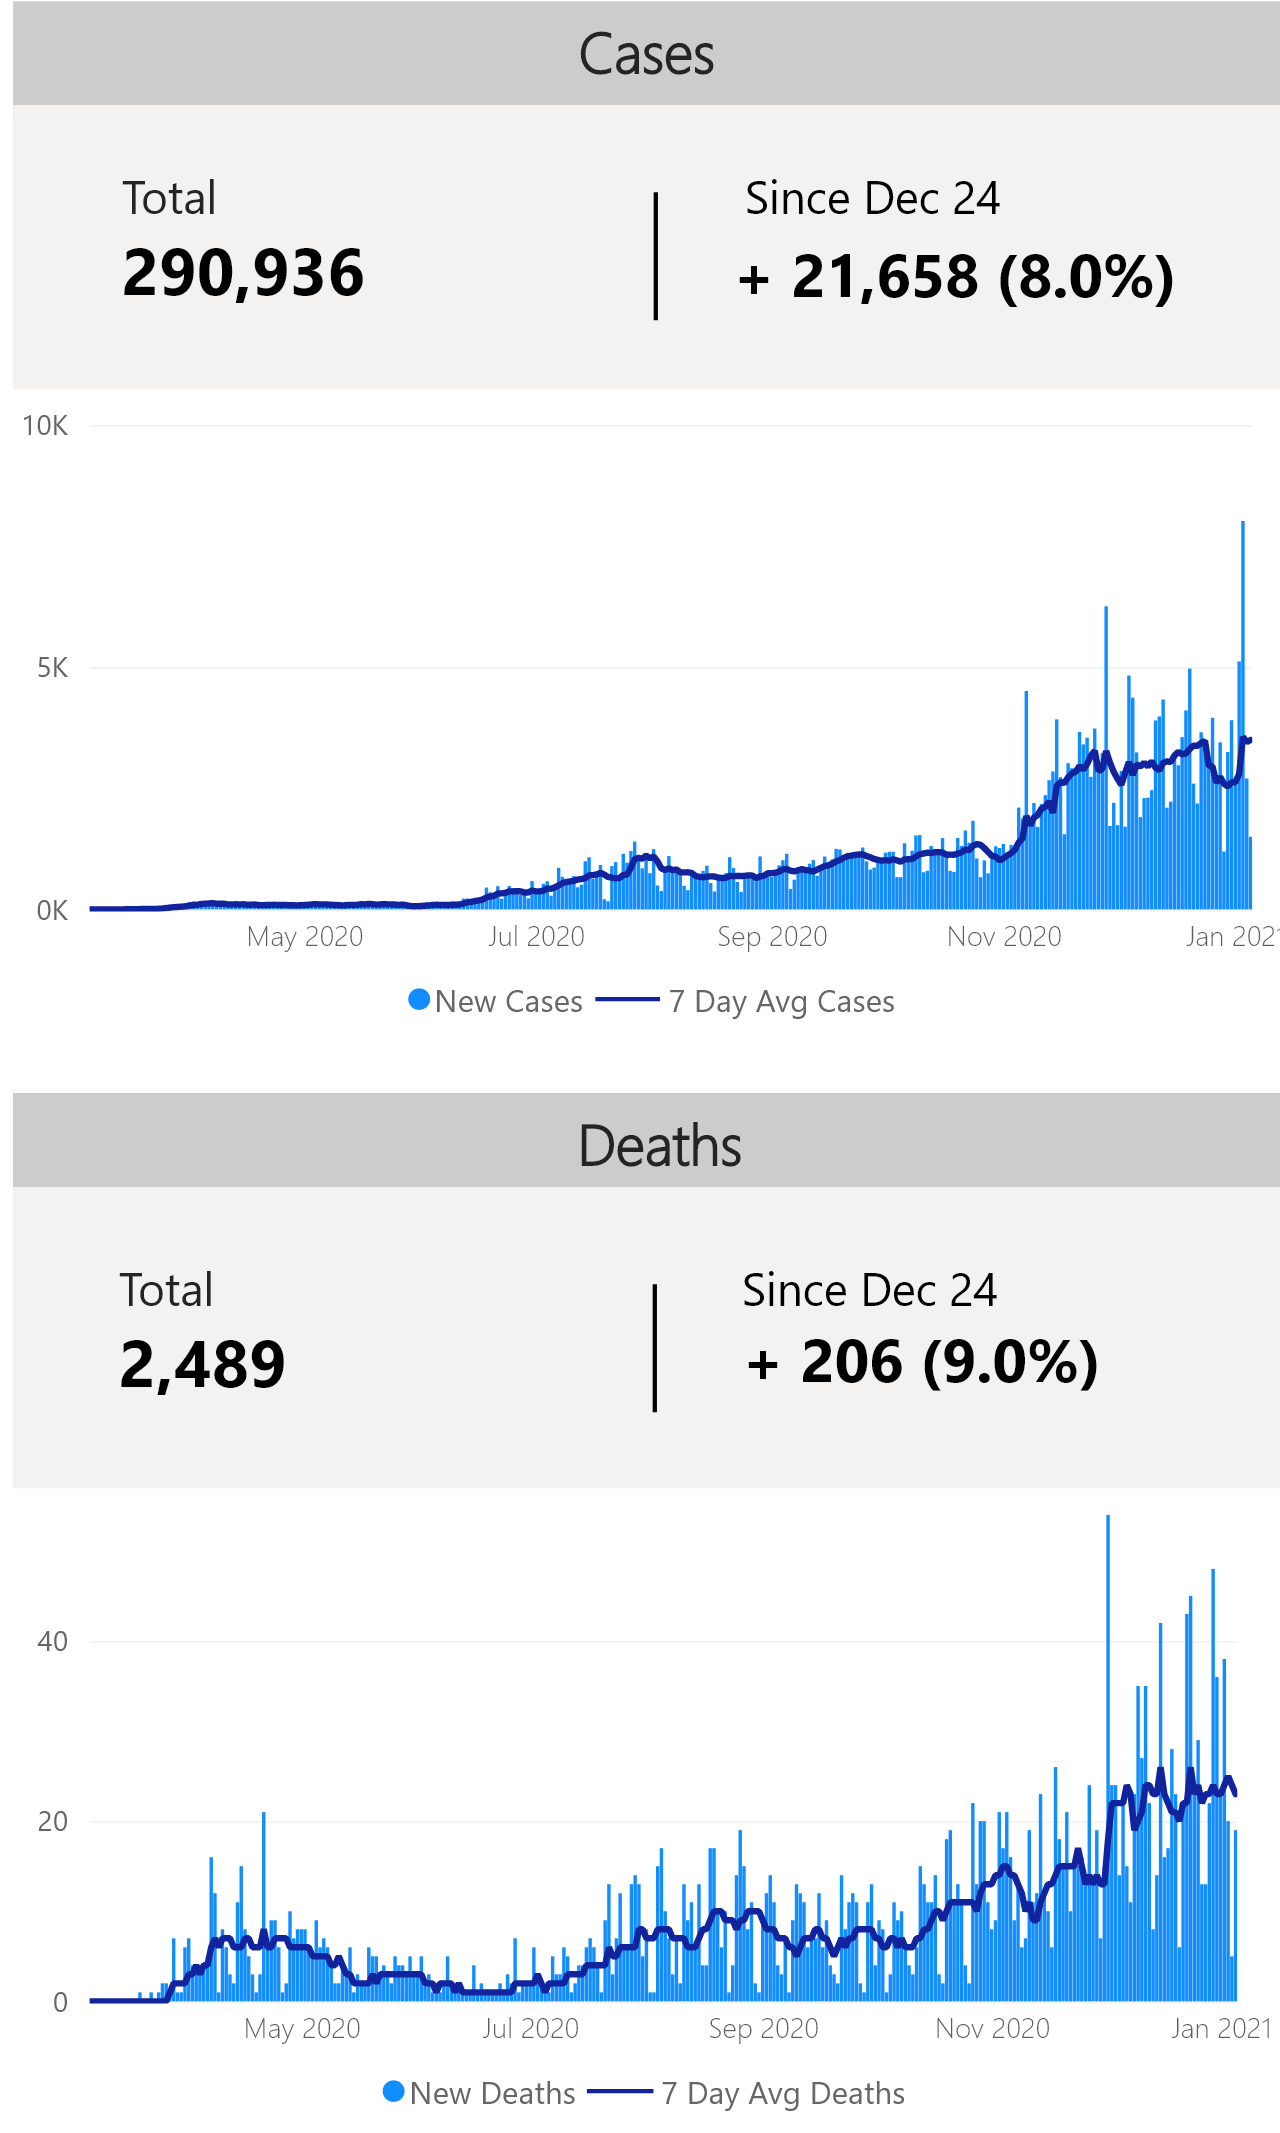 Cases
Total
Since Dec 24
290,936
+ 21,658 (8.0%)
10K
5K
0K
May 2020
Jul 2020
Sep 2020
Nov 2020
Jan 2021
New Cases
7 Day Avg Cases
Deaths
Total
Since Dec 24
2,489
+ 206 (9.0%)
40
20
0
May 2020
Jul 2020
Sep 2020
Nov 2020
Jan 2021
New Deaths
7 Day Avg Deaths